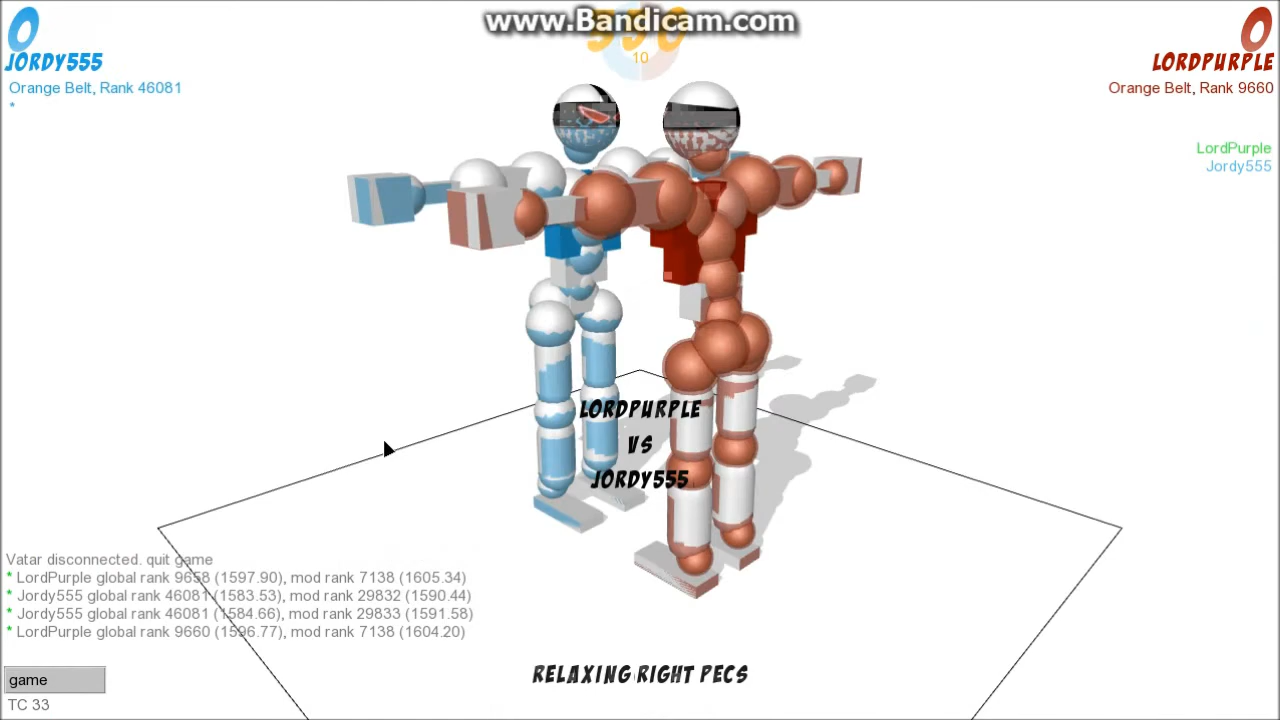 www.Bandicam.com
0
0
550
10
JORDY555
LORDPURPLE
Orange Belt, Rank 46081
Orange Belt, Rank 9660
*
LordPurple
Jordy555
LORDPURPLE
VS
JORDY555
Vatar disconnected. quit game
* LordPurple global rank 9658 (1597.90), mod rank 7138 (1605.34)
* Jordy555 global rank 46081 (1583.53), mod rank 29832 (1590.44)
* Jordy555 global rank 46081 (1584.66), mod rank 29833 (1591.58)
* LordPurple global rank 9660 (1596.77), mod rank 7138 (1604.20)
RELAXING RIGHT PECS
game
TC 33